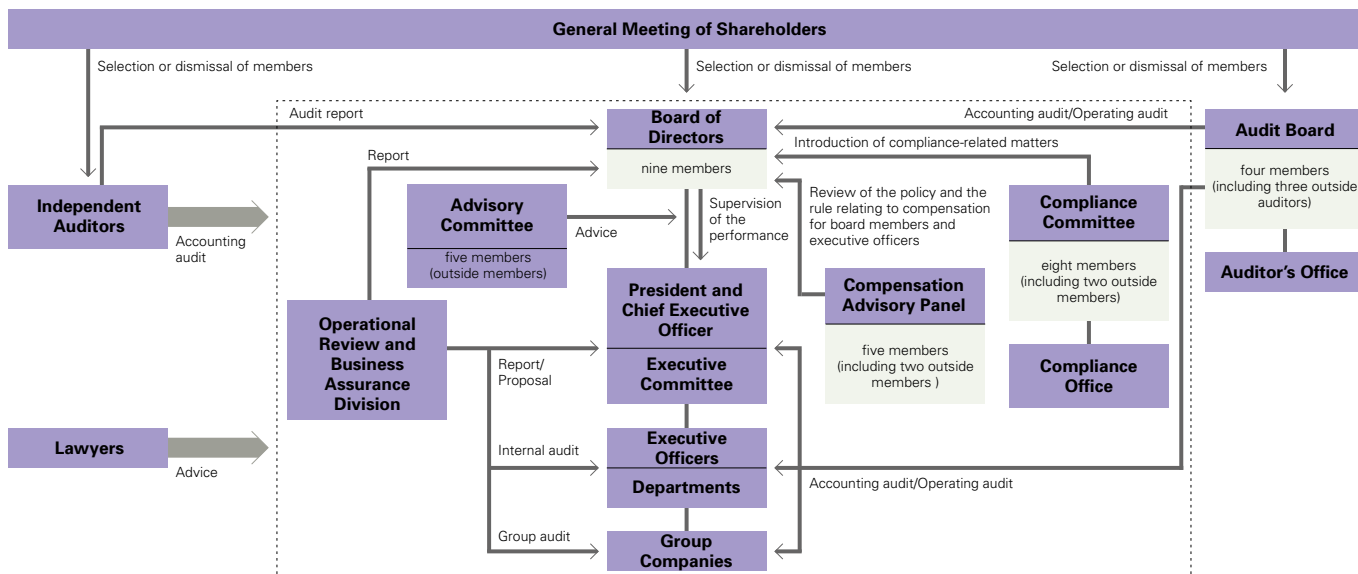 General Meeting of Shareholders
Selection or dismissal of members
Selection or dismissal of members
Selection or dismissal of members
Audit report
Board of
Directors
nine members
Accounting audit/Operating audit
Audit Board
four members
(including three outside
auditors)
Auditor's Office
Introduction of compliance-related matters
Report
Independent
Auditors
Accounting
audit
Advisory
Committee
five members
(outside members)
Advice
Supervision
of the
performance
Review of the policy and the
rule relating to compensation
for board members and
executive officers
Compliance
Committee
eight members
(including two outside
members)
Compliance
Office
Compensation
Advisory Panel
five members
(including two outside
members )
President and
Chief Executive
Officer
Executive
Committee
Operational
Review and
Business
Assurance
Division
Report/
Proposal
Lawyers
Advice
Internal audit
Executive
Officers
Departments
Accounting audit/Operating audit
Group audit
Group
Companies